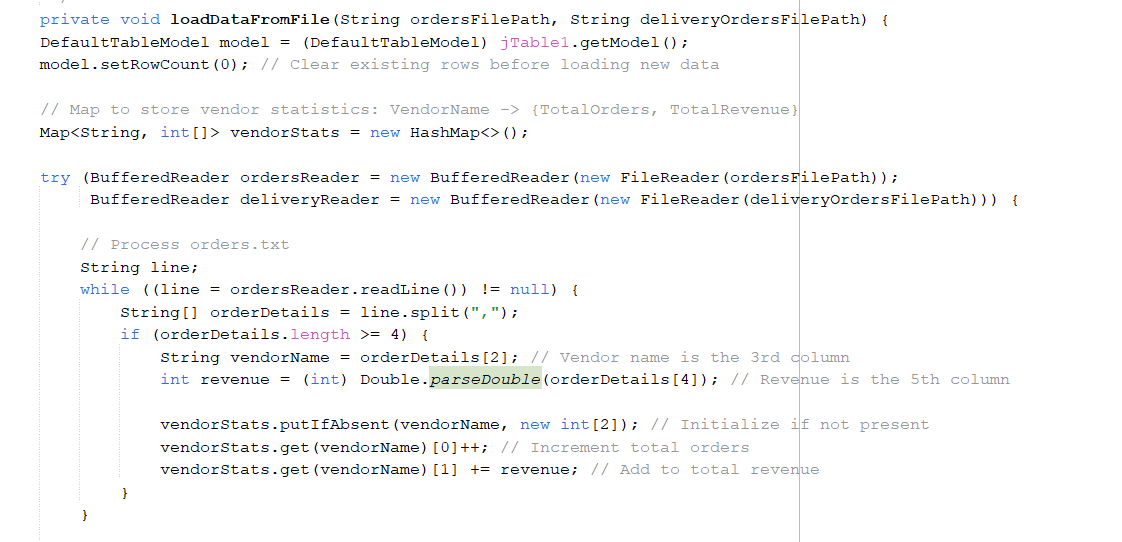 private void loadDataFromFile(String ordersFilePath, String deliveryOrdersFilePath) {
DefaultTableModel model = (DefaultTableModel) jTable1.getModel();
model.setRowCount(0); // Clear existing rows before loading new data
// Map to store vendor statistics: VendorName -> {TotalOrders, TotalRevenue}
Map<String, int[]> vendorStats = new HashMap<>();
try (BufferedReader ordersReader = new BufferedReader(new FileReader(ordersFilePath));
BufferedReader deliveryReader = new BufferedReader(new FileReader(deliveryOrdersFilePath))) {
// Process orders.txt
String line;
while ((line = ordersReader.readLine()) != null) {
String[] orderDetails = line.split(",");
if (orderDetails.length >= 4) {
String vendorName = orderDetails[2]; // Vendor name is the 3rd column
int revenue = (int) Double.parseDouble(orderDetails[4]); // Revenue is the 5th column
vendorStats.putIfAbsent(vendorName, new int[2]); // Initialize if not present
vendorStats.get(vendorName)[0]++; // Increment total orders
vendorStats.get(vendorName)[1] += revenue; // Add to total revenue
}
}